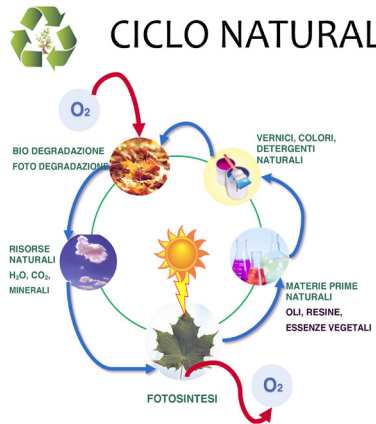 CICLO NATURAL
O₂
BIO DEGRADAZIONE
FOTO DEGRADAZIONE
VERNICI, COLORI,
DETERGENTI
NATURALI
RISORSE
NATURALI
H₂O, CO₂,
MINERALI
MATERIE PRIME
NATURALI
OLI, RESINE,
ESSENZE VEGETALI
O₂
FOTOSINTESI